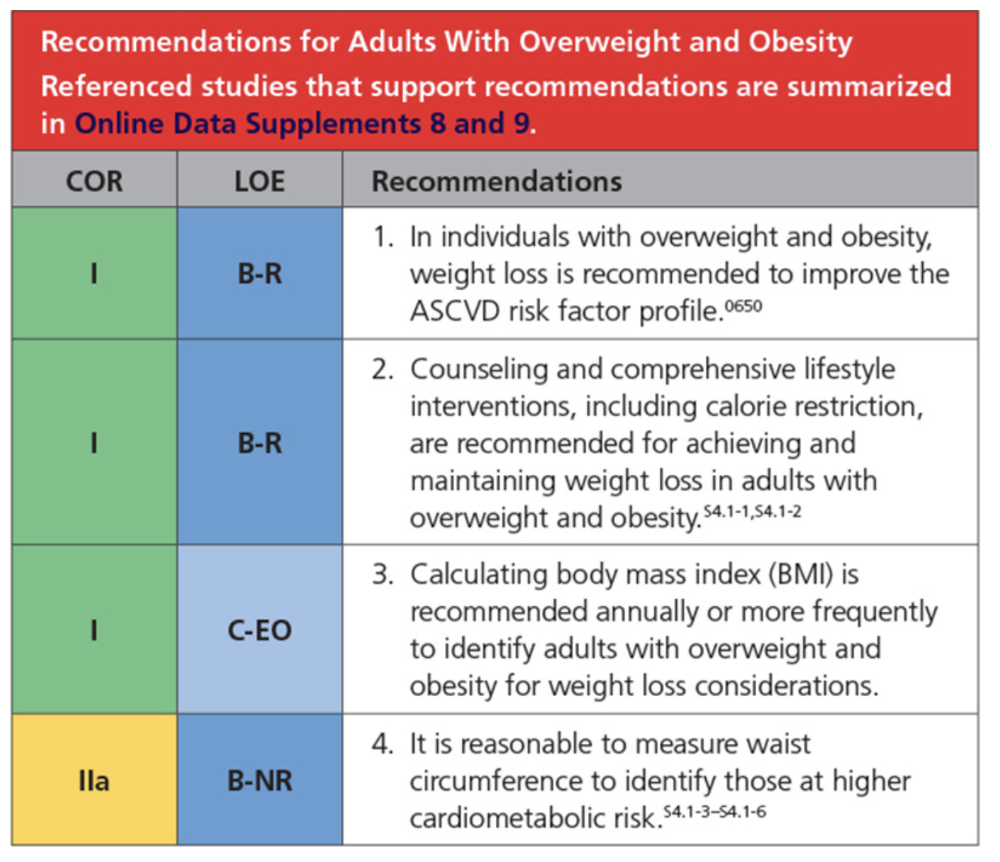 Recommendations for Adults With Overweight and Obesity
Referenced studies that support recommendations are summarized
in Online Data Supplements 8 and 9.
COR LOE Recommendations
I B-R
1. In individuals with overweight and obesity,
weight loss is recommended to improve the
ASCVD risk factor profile.0650
I B-R
2. Counseling and comprehensive lifestyle
interventions, including calorie restriction,
are recommended for achieving and
maintaining weight loss in adults with
overweight and obesity.S4.1-1,S4.1-2
I C-EO
3. Calculating body mass index (BMI) is
recommended annually or more frequently
to identify adults with overweight and
obesity for weight loss considerations.
IIa B-NR
4. It is reasonable to measure waist
circumference to identify those at higher
cardiometabolic risk.S4.1-3–S4.1-6